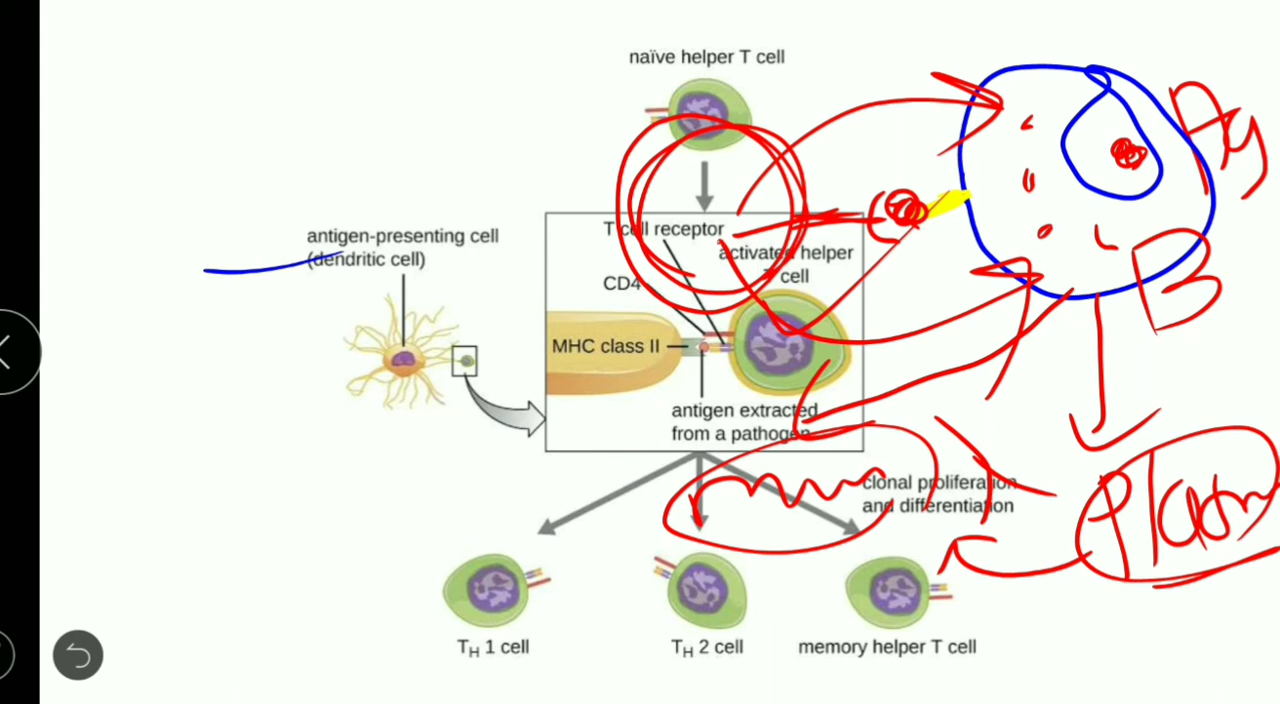 naïve helper T cell
Ag
antigen-presenting cell
(dendritic cell)
T cell receptor
activated helper
T cell
CD4
B
MHC class II
antigen extracted
from a pathogen
clonal proliferation
and differentiation
TH 1 cell
TH 2 cell
memory helper T cell